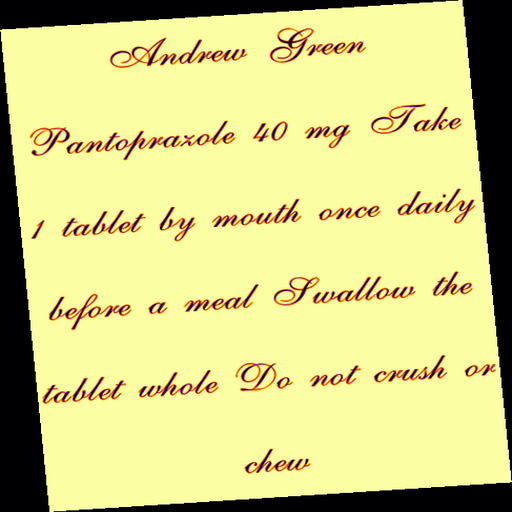 Andrew Green
Pantoprazole 40 mg Take
1 tablet by mouth once daily
before a meal Swallow the
tablet whole Do not crush or
chew